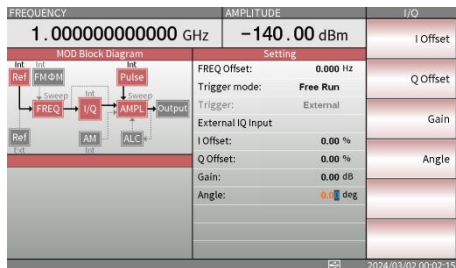 FREQUENCY
1.000000000000 GHz
AMPLITUDE
-140.00 dBm
I/Q
MOD Block Diagram
Int Int Int
Ref FMΦM Pulse
Sweep Int Sweep
FREQ I/Q AMPL Output
Ref AM ALC
Ext Int
Setting
FREQ Offset: 0.000 Hz
Trigger mode: Free Run
Trigger: External
External IQ Input
I Offset: 0.00 %
Q Offset: 0.00 %
Gain: 0.00 dB
Angle: 0.00 deg
I Offset
Q Offset
Gain
Angle
2024/03/02 00:02:15